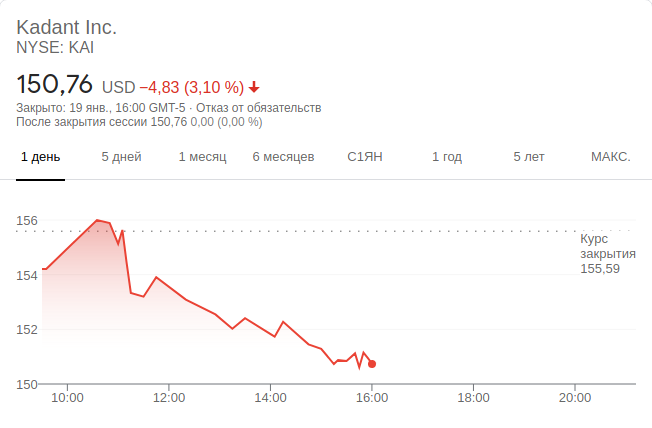 Kadant Inc.
NYSE: KAI
150,76 USD −4,83 (3,10 %)
Закрыто: 19 янв., 16:00 GMT-5 · Отказ от обязательств
После закрытия сессии 150,76 0,00 (0,00 %)
1 день 5 дней 1 месяц 6 месяцев С1ЯН 1 год 5 лет МАКС.
156
Курс
закрытия
155,59
154
152
150
10:00 12:00 14:00 16:00 18:00 20:00